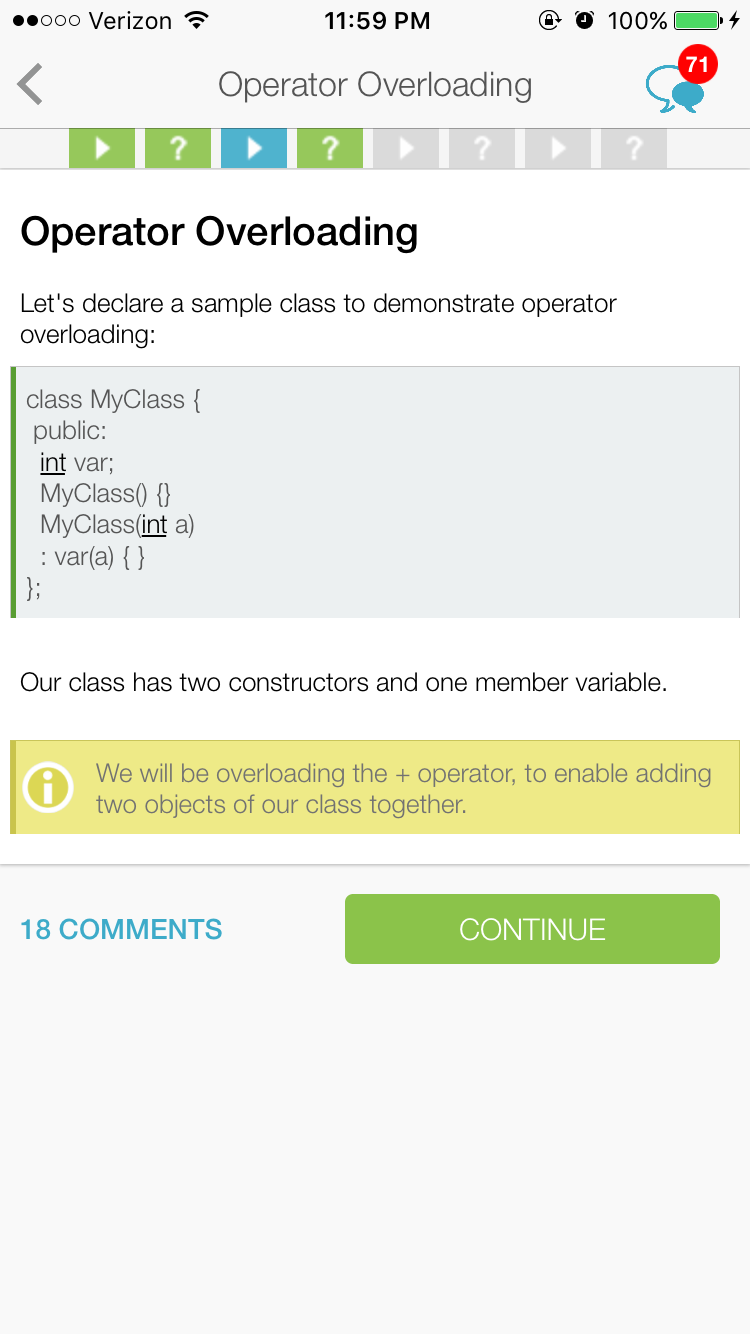 Verizon 11:59 PM 100%
Operator Overloading 71
? ? ? ?
Operator Overloading
Let's declare a sample class to demonstrate operator
overloading:
class MyClass {
public:
int var;
MyClass() {}
MyClass(int a)
: var(a) { }
};
Our class has two constructors and one member variable.
We will be overloading the + operator, to enable adding
two objects of our class together.
18 COMMENTS CONTINUE